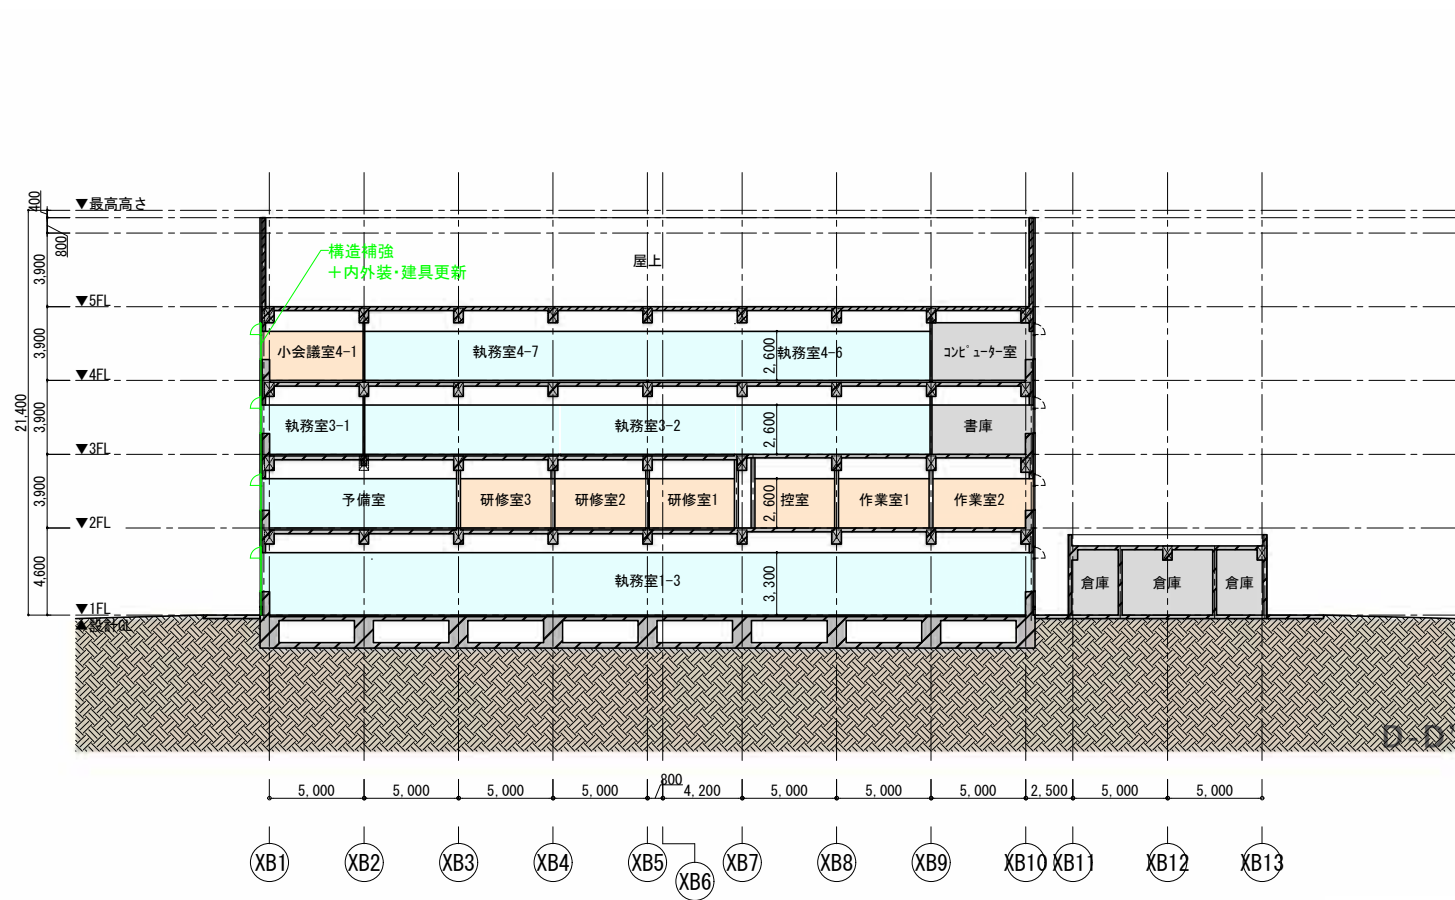 400
▼最高高さ
800
構造補強
＋内外装・建具更新
屋上
3,900
▼5FL
3,900
小会議室4-1
執務室4-7
2,600
執務室4-6
コンピューター室
▼4FL
21,400
3,900
執務室3-1
執務室3-2
2,600
書庫
▼3FL
3,900
予備室
研修室3
研修室2
研修室1
2,600
控室
作業室1
作業室2
▼2FL
4,600
執務室1-3
3,300
倉庫
倉庫
倉庫
▼1FL
▲設計GL
D-D
5,000
5,000
5,000
5,000
800
4,200
5,000
5,000
5,000
2,500
5,000
5,000
XB1
XB2
XB3
XB4
XB5
XB6
XB7
XB8
XB9
XB10
XB11
XB12
XB13